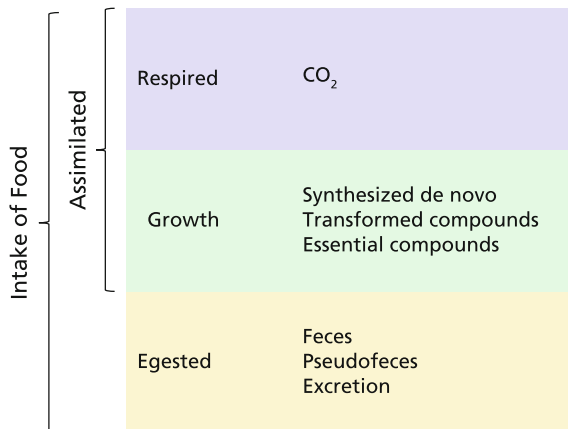 Intake of Food
Assimilated
Respired CO2
Growth
Synthesized de novo
Transformed compounds
Essential compounds
Egested
Feces
Pseudofeces
Excretion